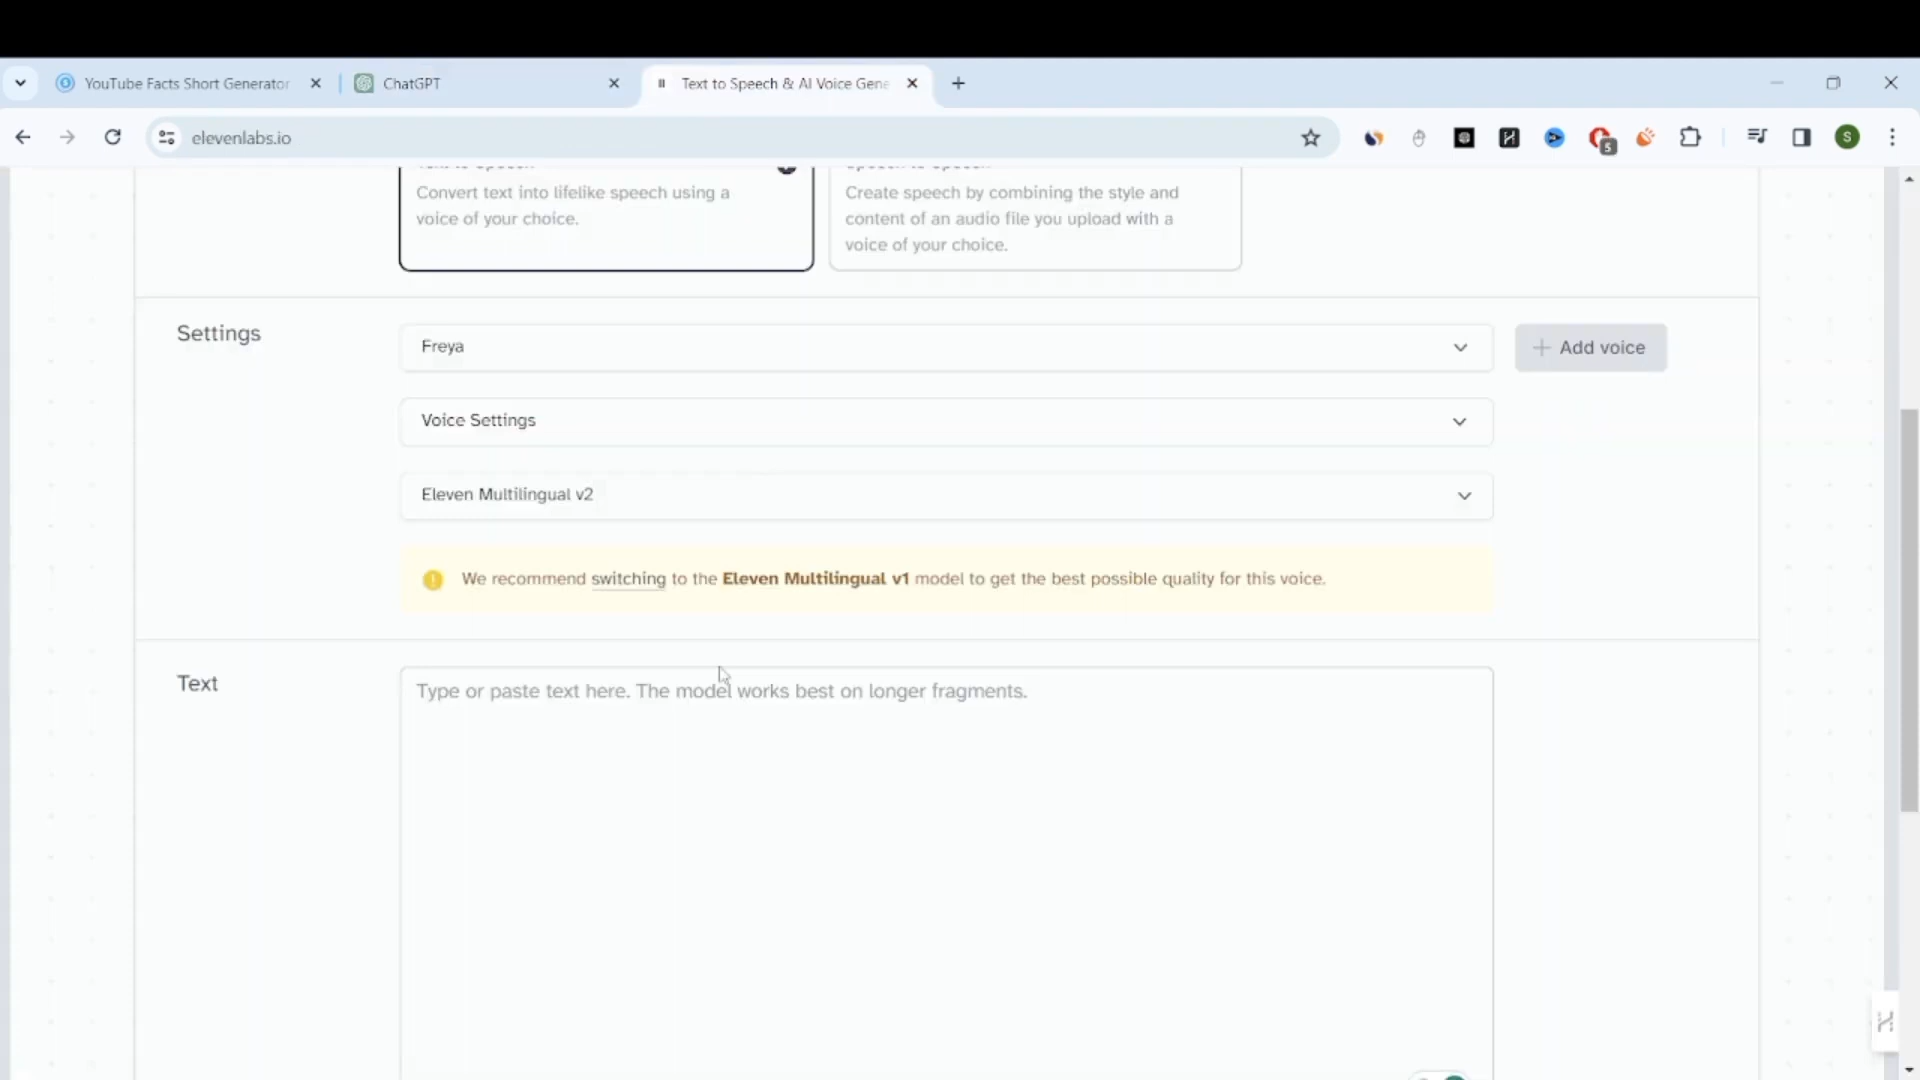 YouTube Facts Short Generator
ChatGPT
Text to Speech & AI Voice Gene
elevenlabs.io
5
S
Convert text into lifelike speech using a
voice of your choice.
Create speech by combining the style and
content of an audio file you upload with a
voice of your choice.
Settings
Freya
Add voice
Voice Settings
Eleven Multilingual v2
We recommend switching to the Eleven Multilingual v1 model to get the best possible quality for this voice.
Text
Type or paste text here. The model works best on longer fragments.